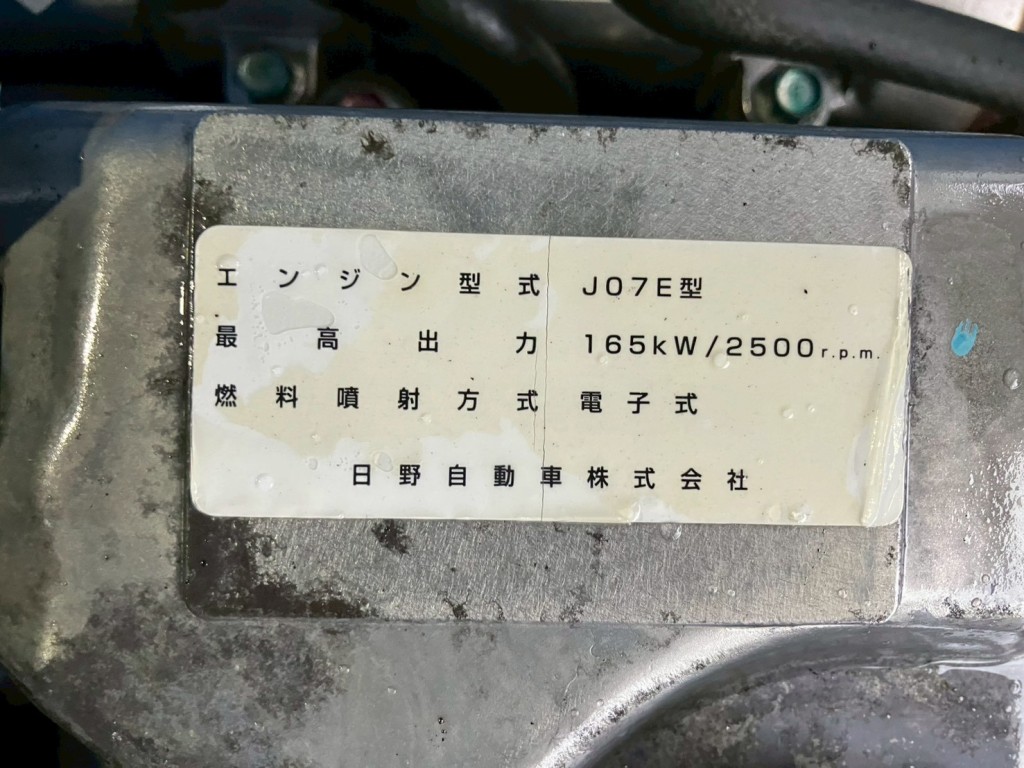 エンジン型式 J07E型
最高出力 165kW/2500r.p.m.
燃料噴射方式 電子式
日野自動車株式会社